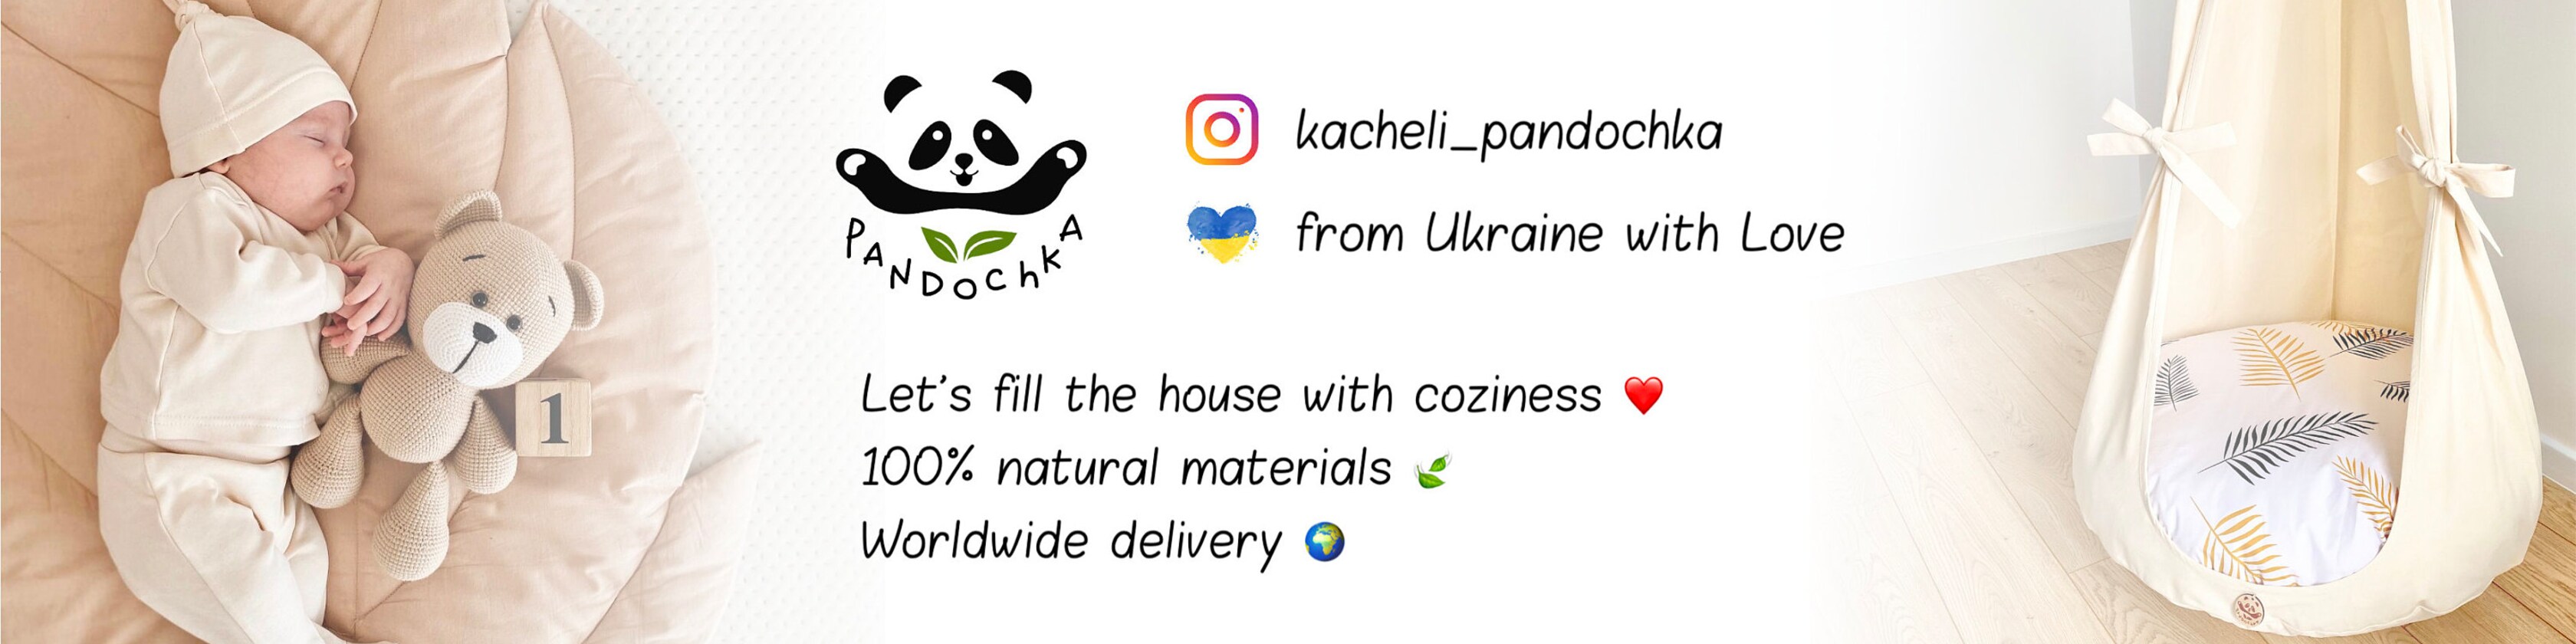 PANDOchkA
kacheli_pandochka
from Ukraine with Love
Let's fill the house with coziness ❤️
100% natural materials 🍃
Worldwide delivery 🌍
1